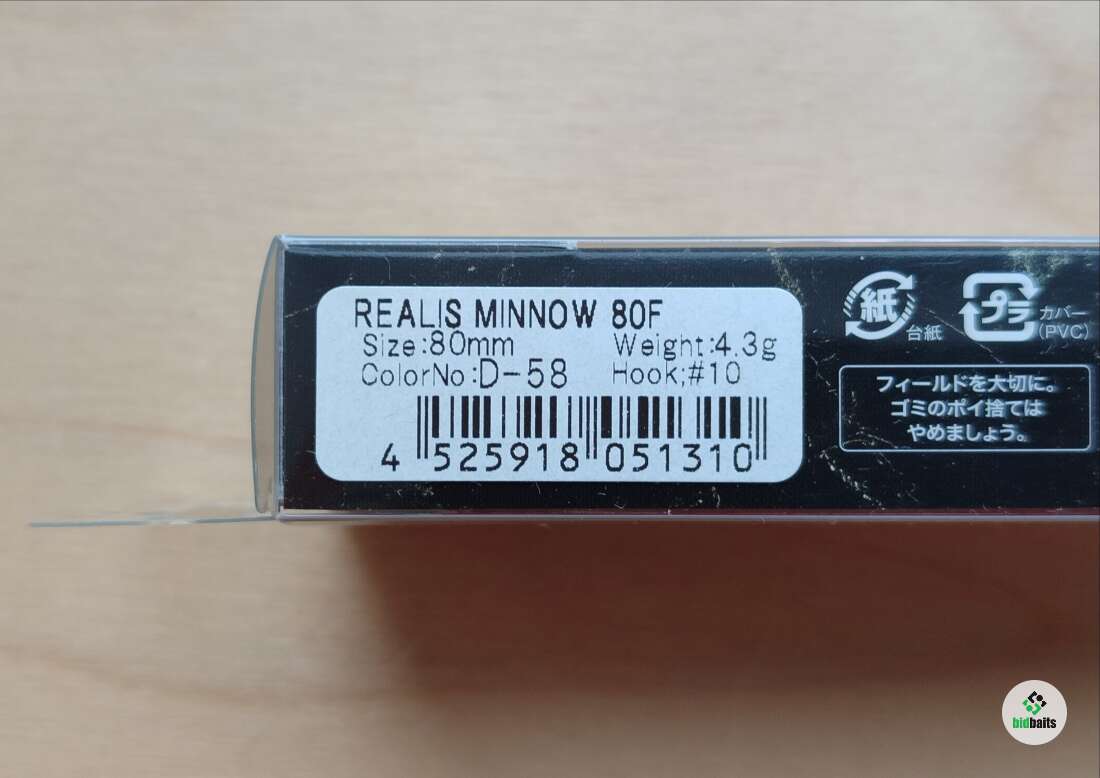 REALIS MINNOW 80F
Size:80mm Weight:4.3g
ColorNo:D-58 Hook;#10
4 525918 051310
紙 台紙
プラ カバー
(PVC)
フィールドを大切に。
ゴミのポイ捨ては
やめましょう。
bidbaits